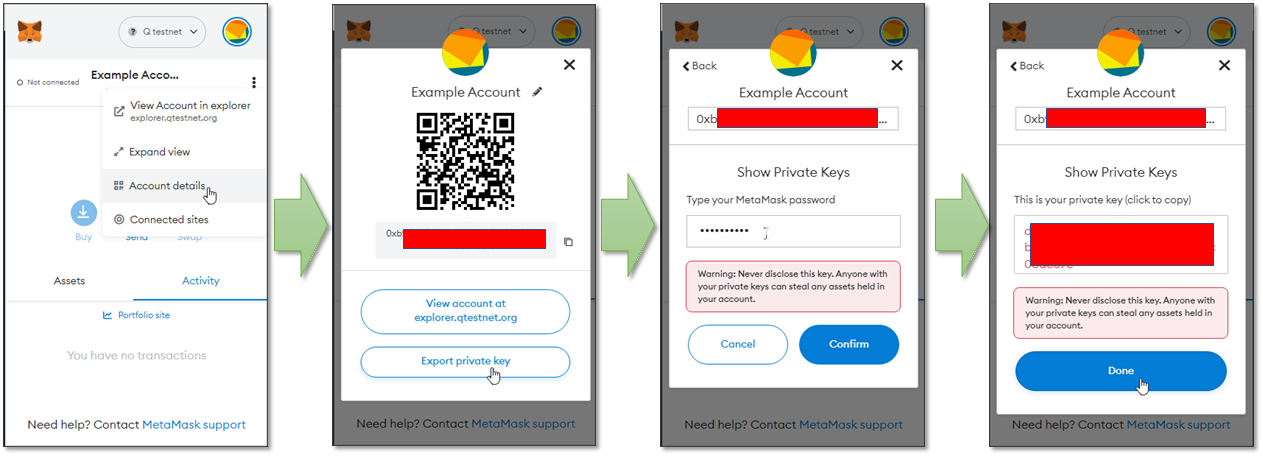 Q testnet
Not connected
Example Acco...
View Account in explorer
explorer.qtestnet.org
Expand view
Account details
Connected sites
Buy
Send
Swap
Assets
Activity
Portfolio site
You have no transactions
Need help? Contact MetaMask support
Q testnet
Example Account
0xb
View account at
explorer.qtestnet.org
Export private key
Need help? Contact MetaMask support
Q testnet
Back
Example Account
0xb ...
Show Private Keys
Type your MetaMask password
••••••••••
Warning: Never disclose this key. Anyone with
your private keys can steal any assets held in
your account.
Cancel
Confirm
Need help? Contact MetaMask support
Q testnet
Back
Example Account
0xb ...
Show Private Keys
This is your private key (click to copy)
Warning: Never disclose this key. Anyone with
your private keys can steal any assets held in
your account.
Done
Need help? Contact MetaMask support